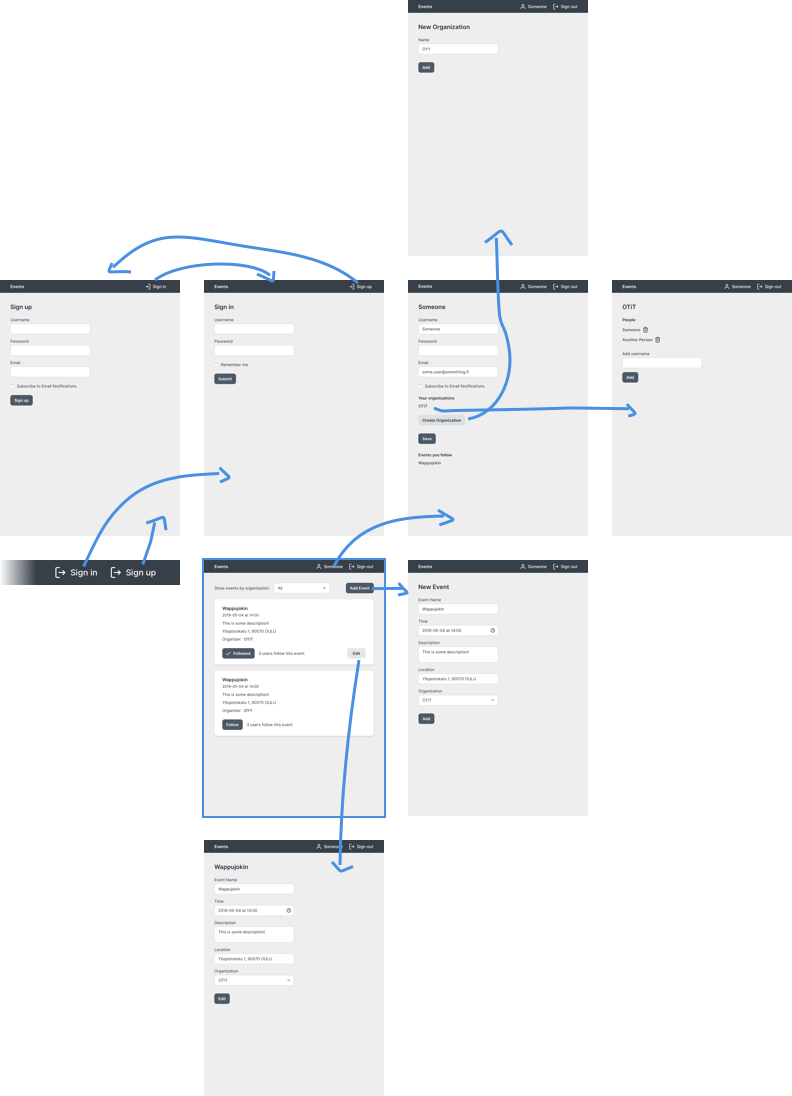 Events Someone Sign out
New Organization
Name
OYY
Add
Events Sign in
Sign up
Username
Password
Email
Subscribe to Email Notifications
Sign up
Events Sign up
Sign in
Username
Password
Remember me
Submit
Events Someone Sign out
Someone
Username
Someone
Password
Email
some.user@something.fi
Subscribe to Email Notifications
Your organizations
OTiT
Create Organization
Save
Events you follow
Wappujokin
Events Someone Sign out
OTiT
People
Someone
Another Person
Add username
Add
Sign in Sign up
Events Someone Sign out
Show events by organization: All Add Event
Wappujokin
2019-05-04 at 14:00
This is some description!
Yliopistokatu 1, 90570 OULU
Organizer: OTiT
Followed 3 users follow this event Edit
Wappujokin
2019-05-04 at 14:00
This is some description!
Yliopistokatu 1, 90570 OULU
Organizer: OYY
Follow 3 users follow this event
Events Someone Sign out
New Event
Event Name
Wappujokin
Time
2019-05-04 at 14:00
Description
This is some description!
Location
Yliopistokatu 1, 90570 OULU
Organization
OTiT
Add
Events Someone Sign out
Wappujokin
Event Name
Wappujokin
Time
2019-05-04 at 14:00
Description
This is some description!
Location
Yliopistokatu 1, 90570 OULU
Organization
OTiT
Edit